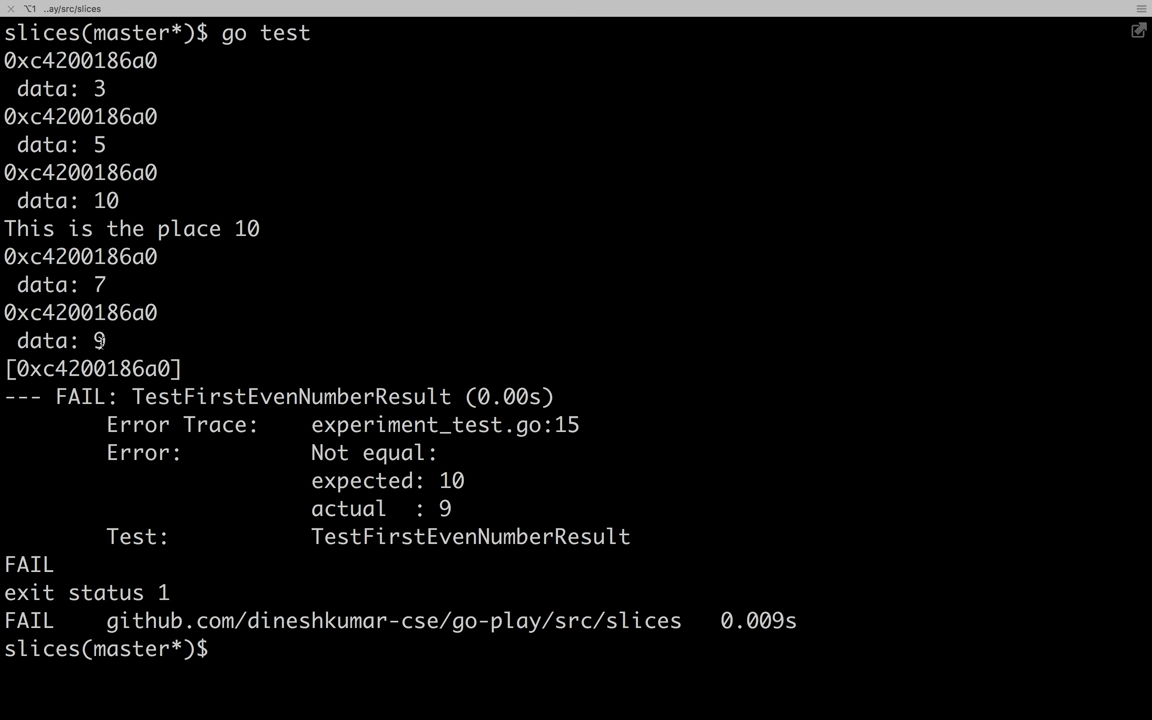 ⌥1 ..ay/src/slices
slices(master*)$ go test
0xc4200186a0
data: 3
0xc4200186a0
data: 5
0xc4200186a0
data: 10
This is the place 10
0xc4200186a0
data: 7
0xc4200186a0
data: 9
[0xc4200186a0]
--- FAIL: TestFirstEvenNumberResult (0.00s)
Error Trace: experiment_test.go:15
Error: Not equal:
expected: 10
actual : 9
Test: TestFirstEvenNumberResult
FAIL
exit status 1
FAIL github.com/dineshkumar-cse/go-play/src/slices 0.009s
slices(master*)$